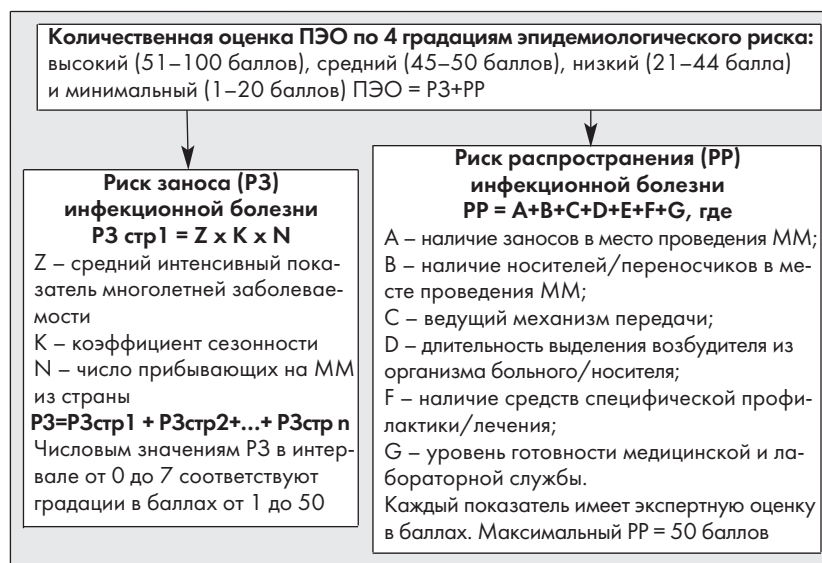 Количественная оценка ПЭО по 4 градациям эпидемиологического риска:
высокий (51–100 баллов), средний (45–50 баллов), низкий (21–44 балла)
и минимальный (1–20 баллов) ПЭО = РЗ+РР
Риск заноса (РЗ)
инфекционной болезни
РЗ стр1 = Z x K x N
Z – средний интенсивный пока-
затель многолетней заболевае-
мости
К – коэффициент сезонности
N – число прибывающих на ММ
из страны
РЗ=РЗстр1 + РЗстр2+...+ РЗстр n
Числовым значениям РЗ в интер-
вале от 0 до 7 соответствуют
градации в баллах от 1 до 50
Риск распространения (РР)
инфекционной болезни
РР = A+B+C+D+E+F+G, где
А – наличие заносов в место проведения ММ;
В – наличие носителей/переносчиков в ме-
сте проведения ММ;
С – ведущий механизм передачи;
D – длительность выделения возбудителя из
организма больного/носителя;
F – наличие средств специфической профи-
лактики/лечения;
G – уровень готовности медицинской и ла-
бораторной службы.
Каждый показатель имеет экспертную оценку
в баллах. Максимальный РР = 50 баллов